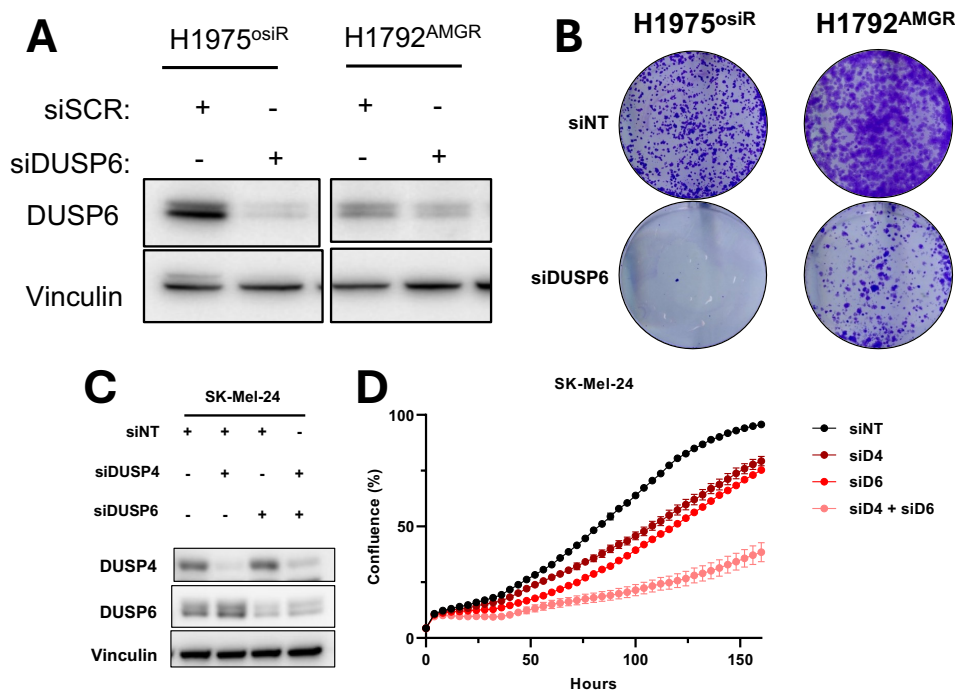 A
H1975osiR H1792AMGR
siSCR: + - + -
siDUSP6: - + - +
DUSP6
Vinculin
B
H1975osiR H1792AMGR
siNT
siDUSP6
C
SK-Mel-24
siNT + + + -
siDUSP4 - + - +
siDUSP6 - - + +
DUSP4
DUSP6
Vinculin
D
SK-Mel-24
Confluence (%)
100
50
0
0 50 100 150
Hours
siNT
siD4
siD6
siD4 + siD6